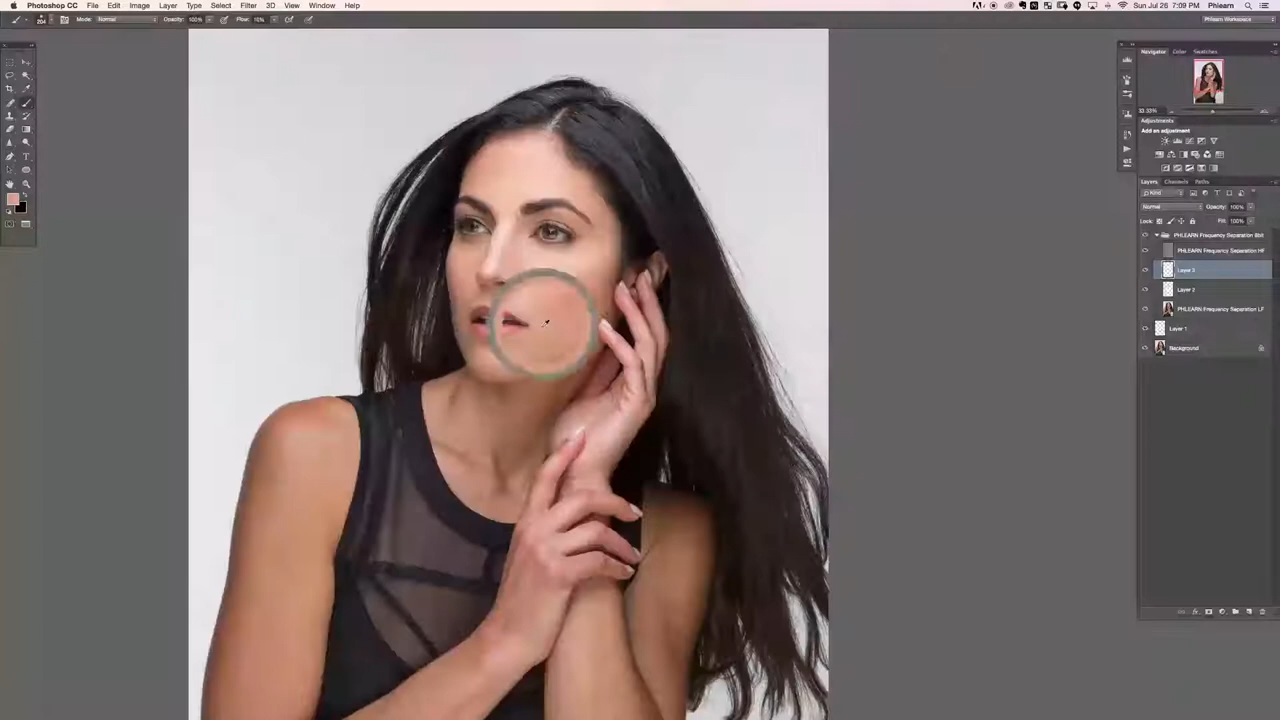 Photoshop CC File Edit Image Layer Type Select Filter 3D View Window Help Sun Jul 26 7:09 PM Phlearn
204 Mode: Normal Opacity: 100% Flow: Phlearn Workspace
Navigator Color Swatches
33.33%
Adjustments
Add an adjustment
Layers Channels Paths
Kind
Normal Opacity: 100%
Lock: Fill: 100%
PHLEARN Frequency Separation 8bit
PHLEARN Frequency Separation HF
Layer 3
Layer 2
PHLEARN Frequency Separation LF
Layer 1
Background